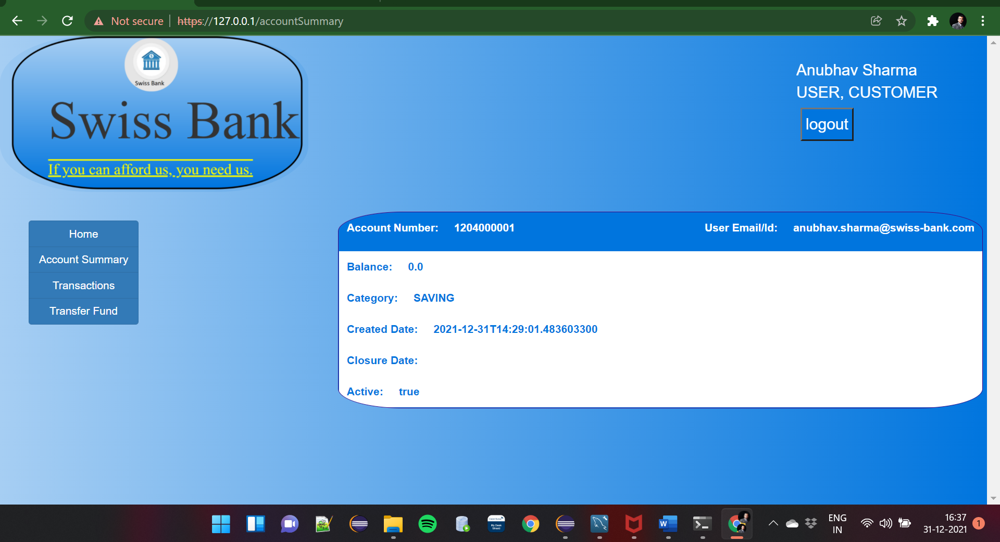 Not secure https://127.0.0.1/accountSummary
Swiss Bank
Swiss Bank
If you can afford us, you need us.
Anubhav Sharma
USER, CUSTOMER
logout
Home
Account Summary
Transactions
Transfer Fund
Account Number: 1204000001 User Email/Id: anubhav.sharma@swiss-bank.com
Balance: 0.0
Category: SAVING
Created Date: 2021-12-31T14:29:01.483603300
Closure Date:
Active: true
My Desk
Shield
W
ENG
IN
16:37
31-12-2021
1